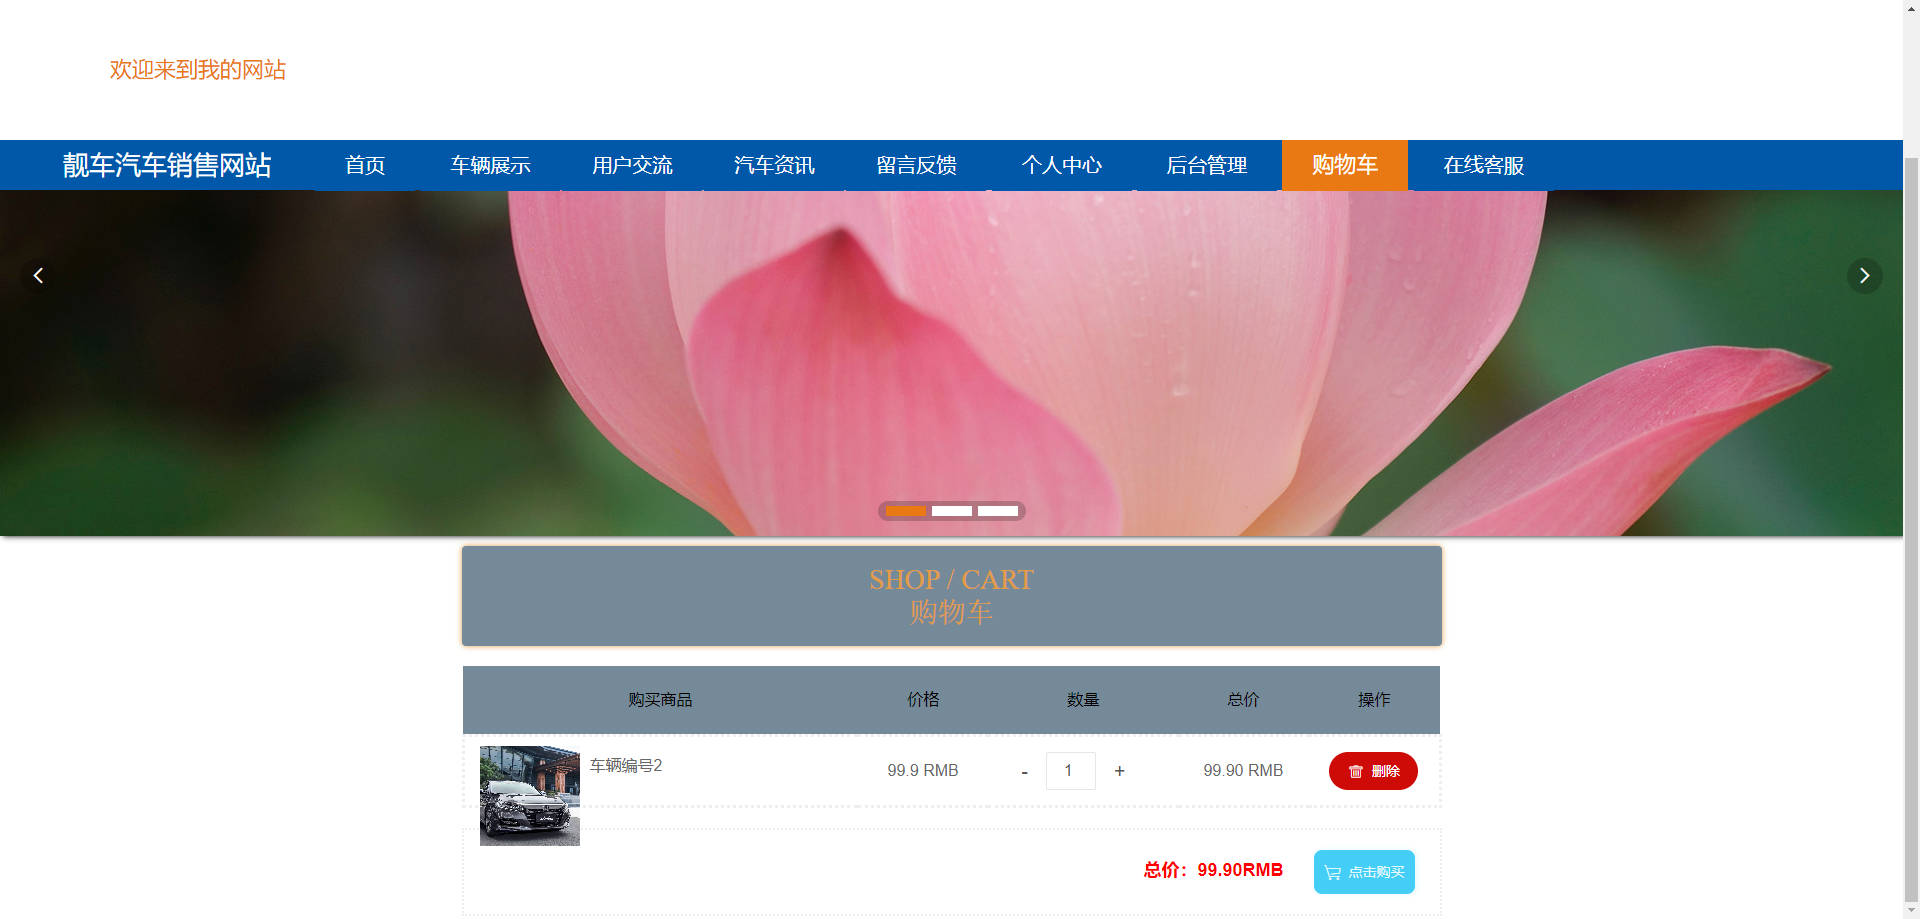 欢迎来到我的网站
靓车汽车销售网站 首页 车辆展示 用户交流 汽车资讯 留言反馈 个人中心 后台管理 购物车 在线客服
SHOP / CART
购物车
购买商品 价格 数量 总价 操作
车辆编号2 99.9 RMB - 1 + 99.90 RMB 删除
总价：99.90RMB 点击购买